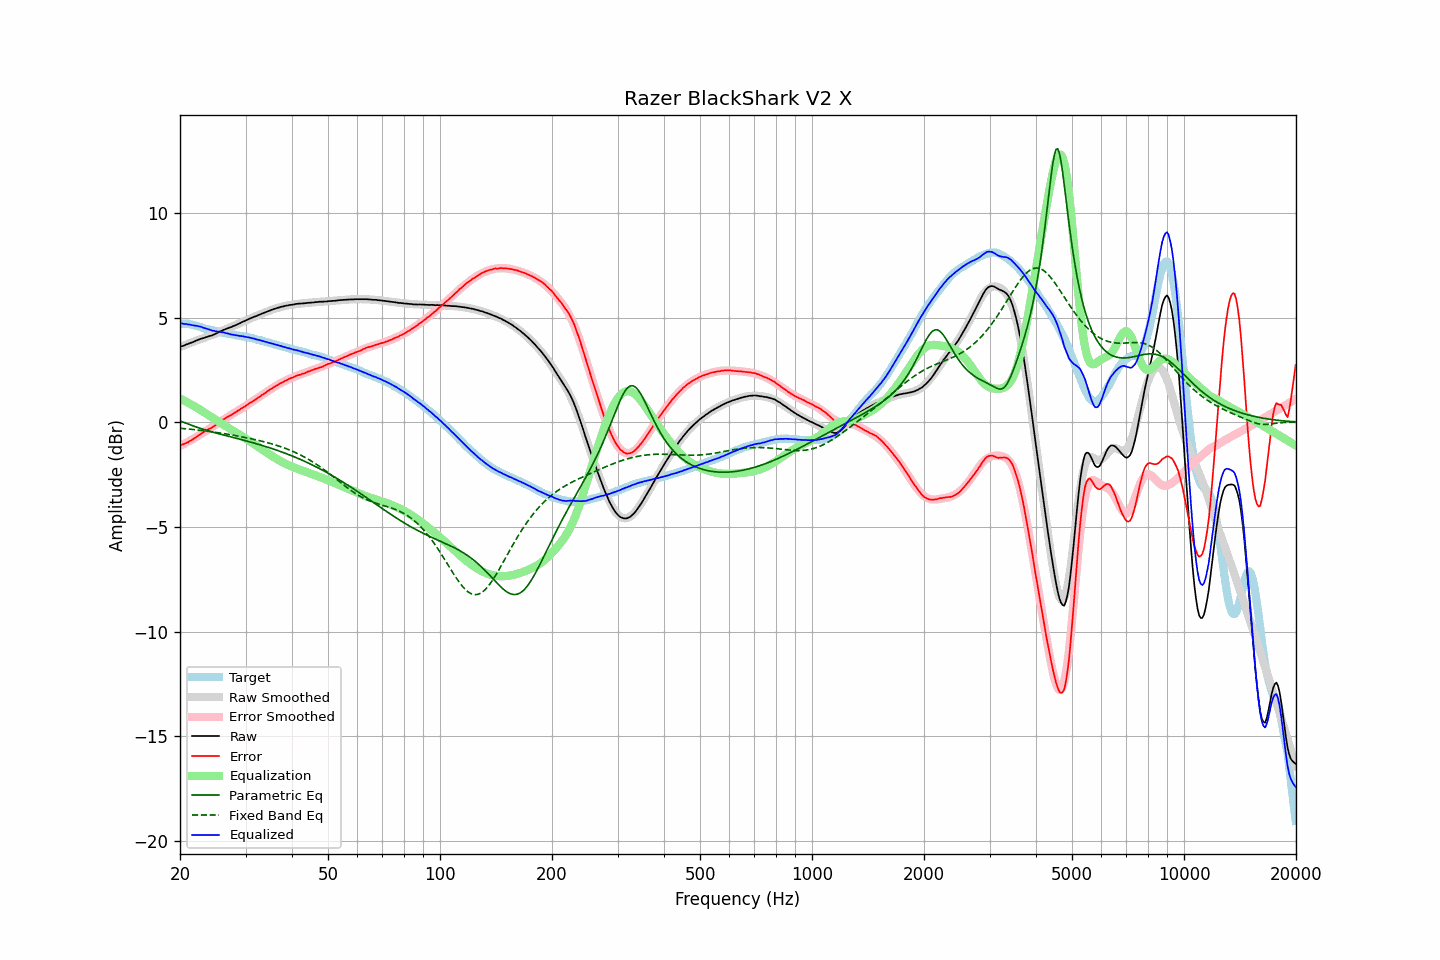 Razer BlackShark V2 X
Amplitude (dBr)
10
5
0
−5
−10
−15
−20
Target
Raw Smoothed
Error Smoothed
Raw
Error
Equalization
Parametric Eq
Fixed Band Eq
Equalized
20 50 100 200 500 1000 2000 5000 10000 20000
Frequency (Hz)